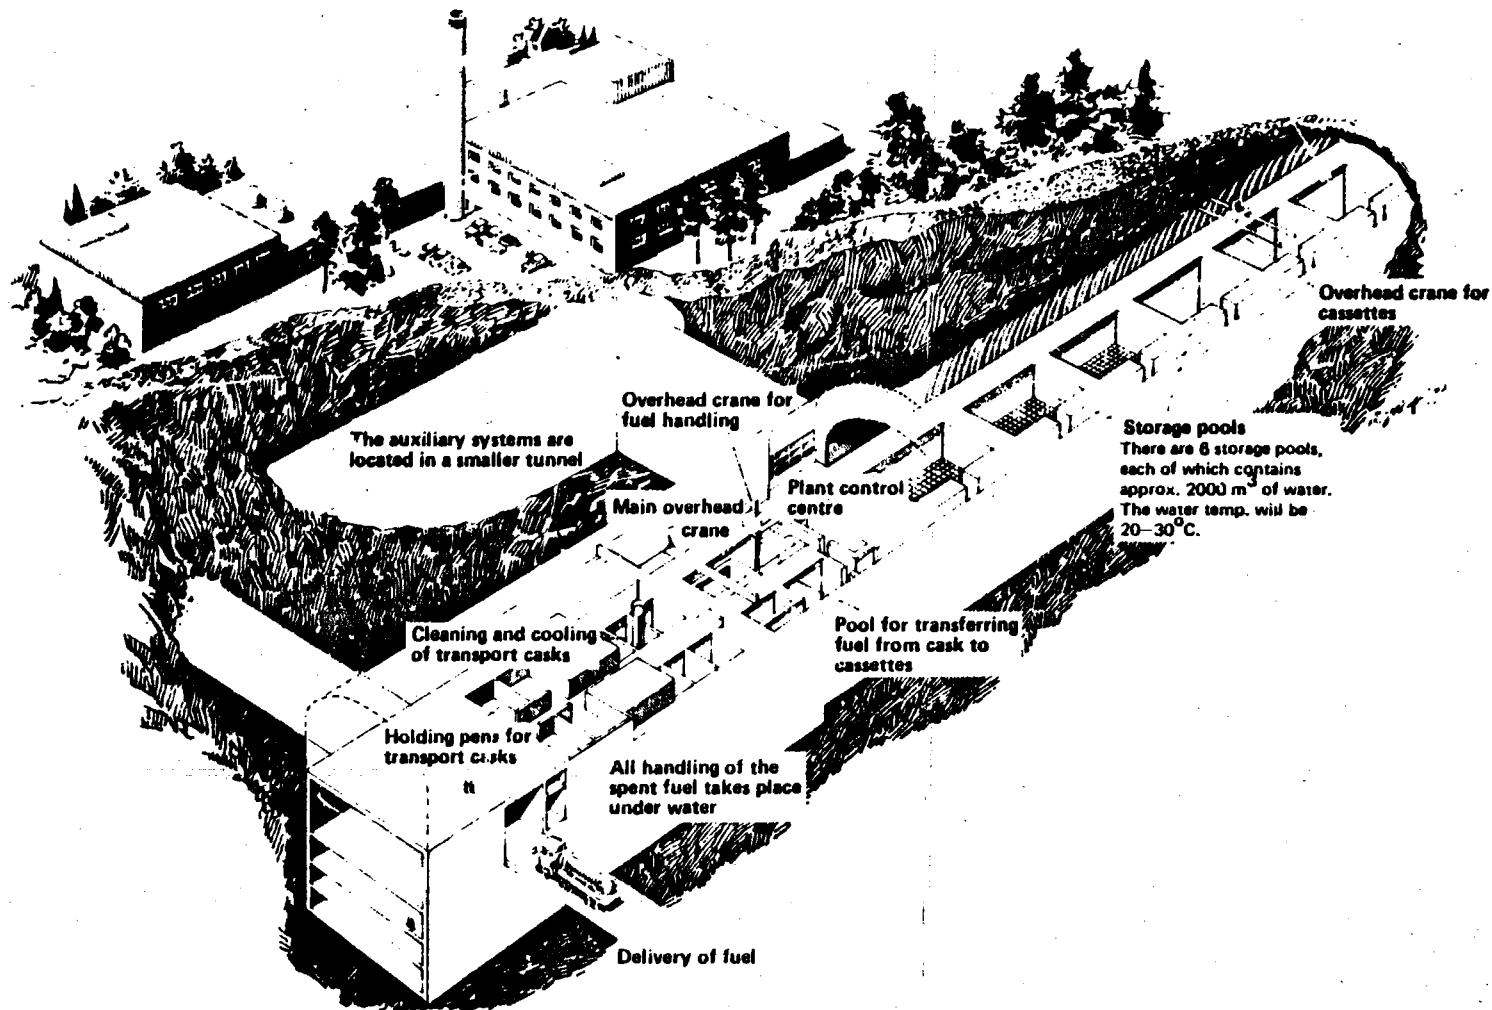 Overhead crane for
cassettes
Overhead crane for
fuel handling
The auxiliary systems are
located in a smaller tunnel
Storage pools
There are 6 storage pools,
each of which contains
approx. 2000 m³ of water.
The water temp. will be
20–30°C.
Plant control
centre
Main overhead
crane
Cleaning and cooling
of transport casks
Pool for transferring
fuel from cask to
cassettes
Holding pens for
transport casks
All handling of the
spent fuel takes place
under water
Delivery of fuel